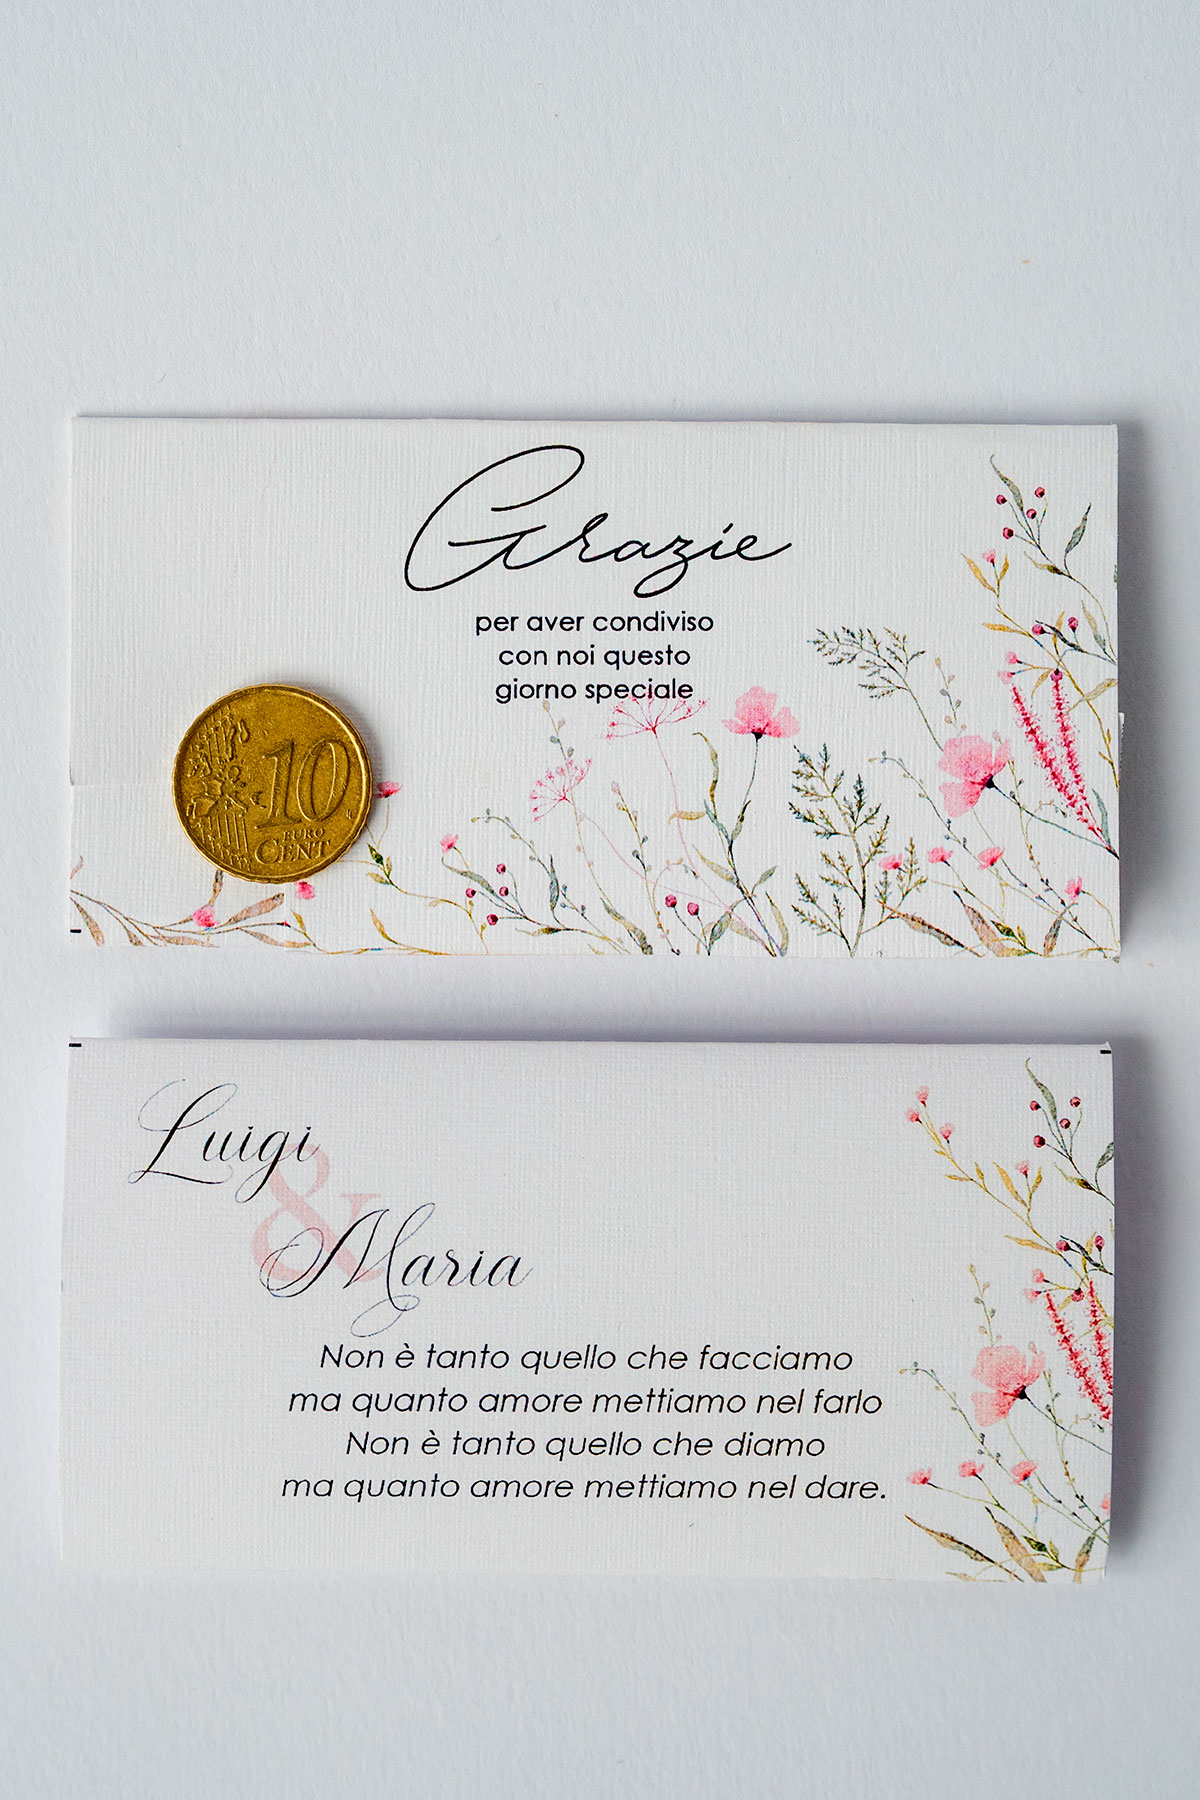 Grazie
per aver condiviso
con noi questo
giorno speciale
10
EURO
CENT
Luigi
&
Maria
Non è tanto quello che facciamo
ma quanto amore mettiamo nel farlo
Non è tanto quello che diamo
ma quanto amore mettiamo nel dare.